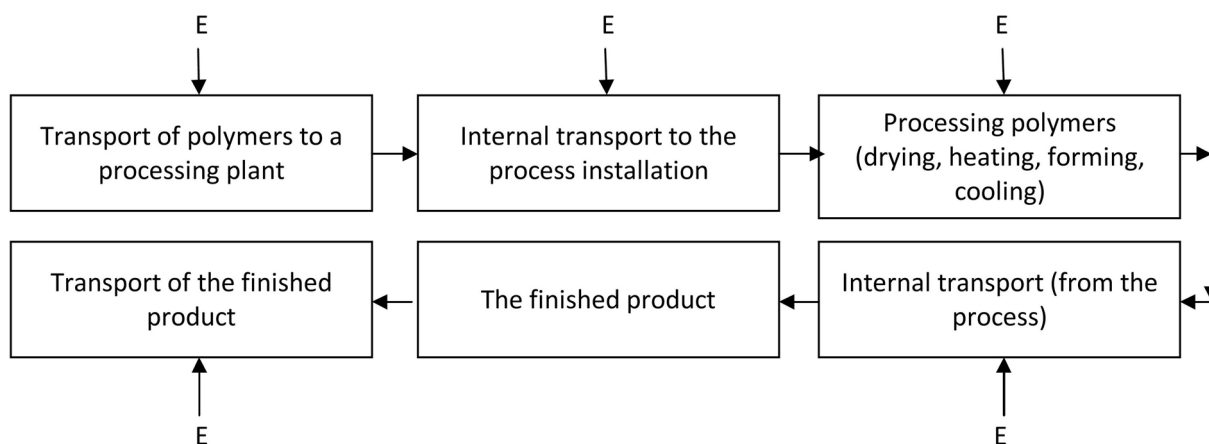 E
E
E
Transport of polymers to a
processing plant
Internal transport to the
process installation
Processing polymers
(drying, heating, forming,
cooling)
Transport of the finished
product
The finished product
Internal transport (from the
process)
E
E